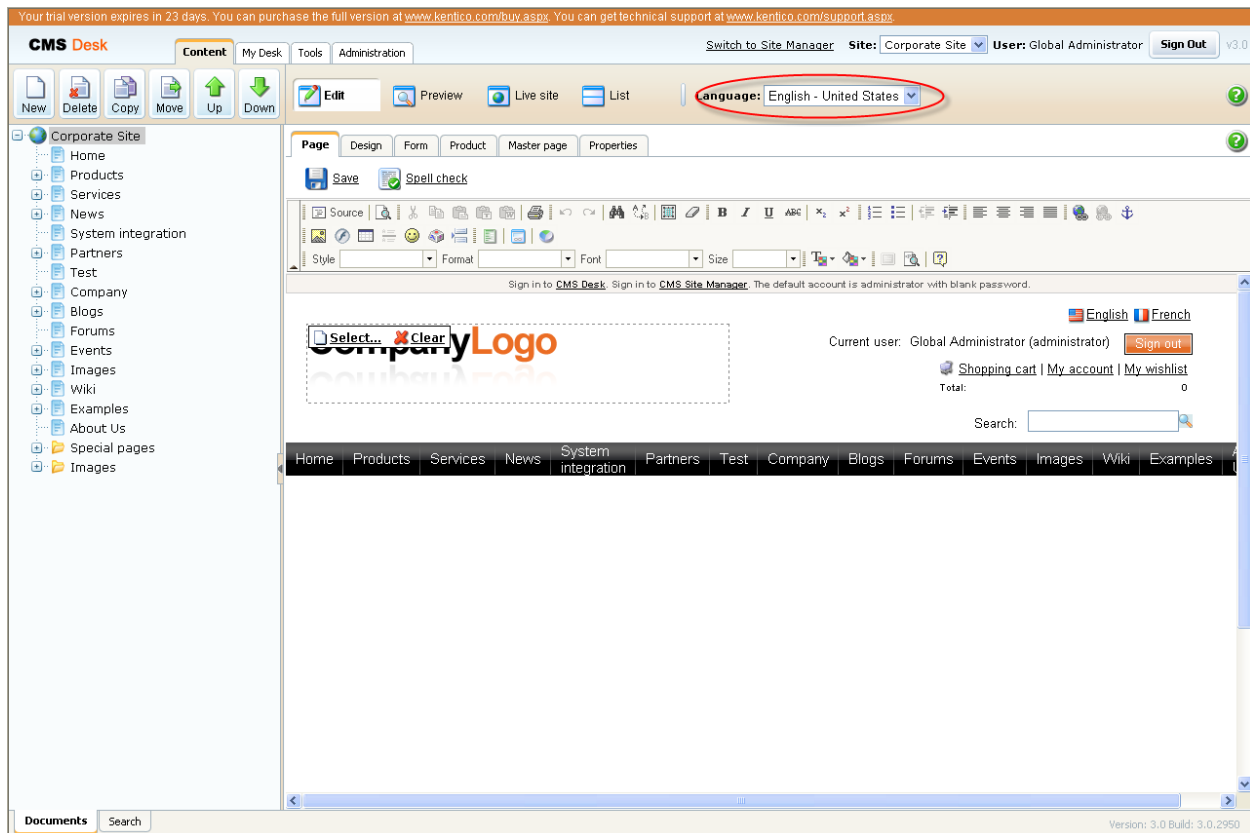 Your trial version expires in 23 days. You can purchase the full version at www.kentico.com/buy.aspx. You can get technical support at www.kentico.com/support.aspx.
CMS Desk
Content My Desk Tools Administration
Switch to Site Manager Site: Corporate Site User: Global Administrator Sign Out v3.0
New Delete Copy Move Up Down
Edit Preview Live site List Language: English - United States
Corporate Site
Home
Products
Services
News
System integration
Partners
Test
Company
Blogs
Forums
Events
Images
Wiki
Examples
About Us
Special pages
Images
Page Design Form Product Master page Properties
Save Spell check
Source B I U ABC x₂ x²
Style Format Font Size
Sign in to CMS Desk. Sign in to CMS Site Manager. The default account is administrator with blank password.
English French
Select... Clear
CompanyLogo
Current user: Global Administrator (administrator) Sign out
Shopping cart | My account | My wishlist
Total: 0
Search:
Home Products Services News System integration Partners Test Company Blogs Forums Events Images Wiki Examples
Documents Search
Version: 3.0 Build: 3.0.2950